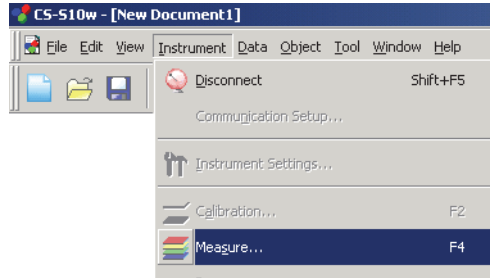 CS-S10w - [New Document1]
File Edit View Instrument Data Object Tool Window Help
Disconnect Shift+F5
Communication Setup...
Instrument Settings...
Calibration... F2
Measure... F4